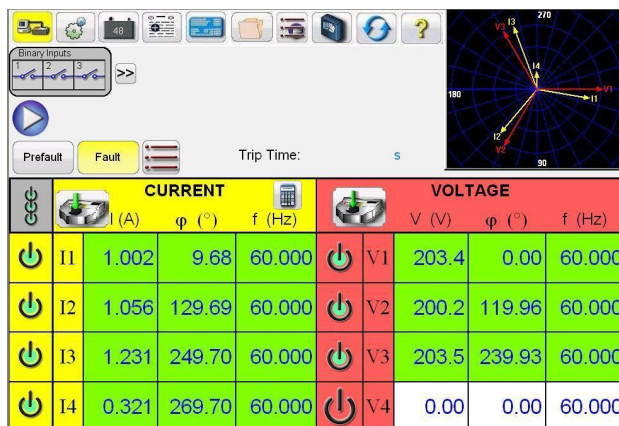 48
270
180
90
V3
I3
I4
V1
I1
I2
V2
Binary Inputs
1 2 3
>>
?
Prefault Fault Trip Time: s
CURRENT VOLTAGE
I (A) φ (°) f (Hz) V (V) φ (°) f (Hz)
I1 1.002 9.68 60.000 V1 203.4 0.00 60.000
I2 1.056 129.69 60.000 V2 200.2 119.96 60.000
I3 1.231 249.70 60.000 V3 203.5 239.93 60.000
I4 0.321 269.70 60.000 V4 0.00 0.00 60.000